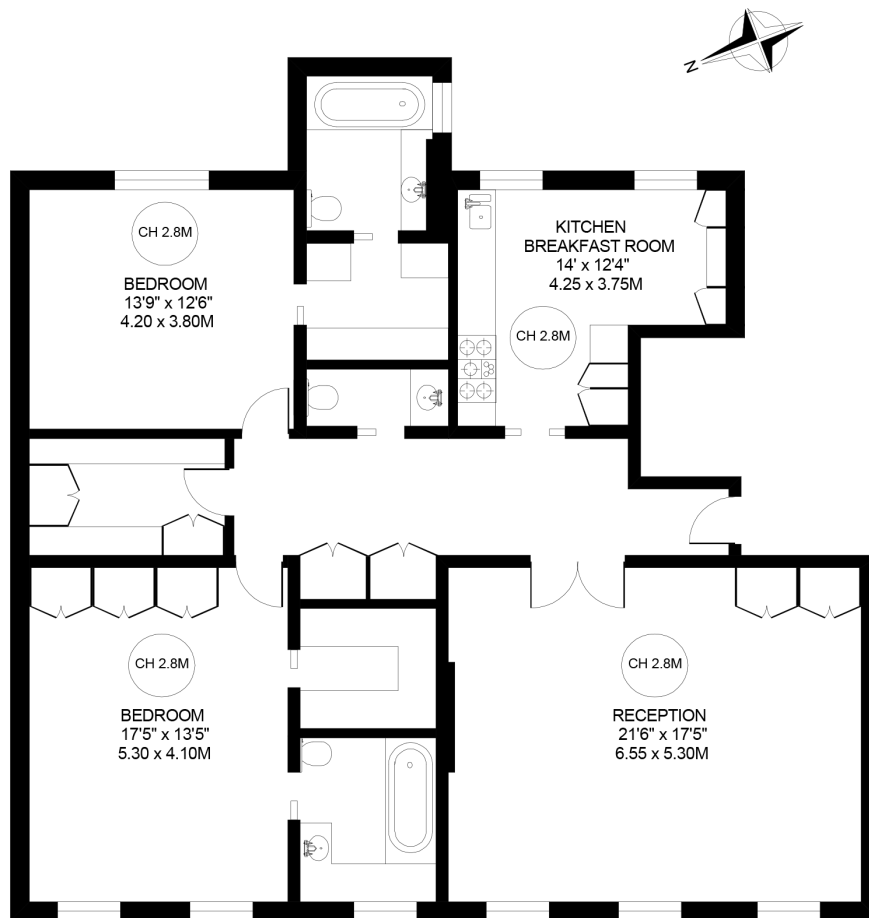 N
CH 2.8M
BEDROOM
13'9" x 12'6"
4.20 x 3.80M
KITCHEN
BREAKFAST ROOM
14' x 12'4"
4.25 x 3.75M
CH 2.8M
CH 2.8M
BEDROOM
17'5" x 13'5"
5.30 x 4.10M
CH 2.8M
RECEPTION
21'6" x 17'5"
6.55 x 5.30M